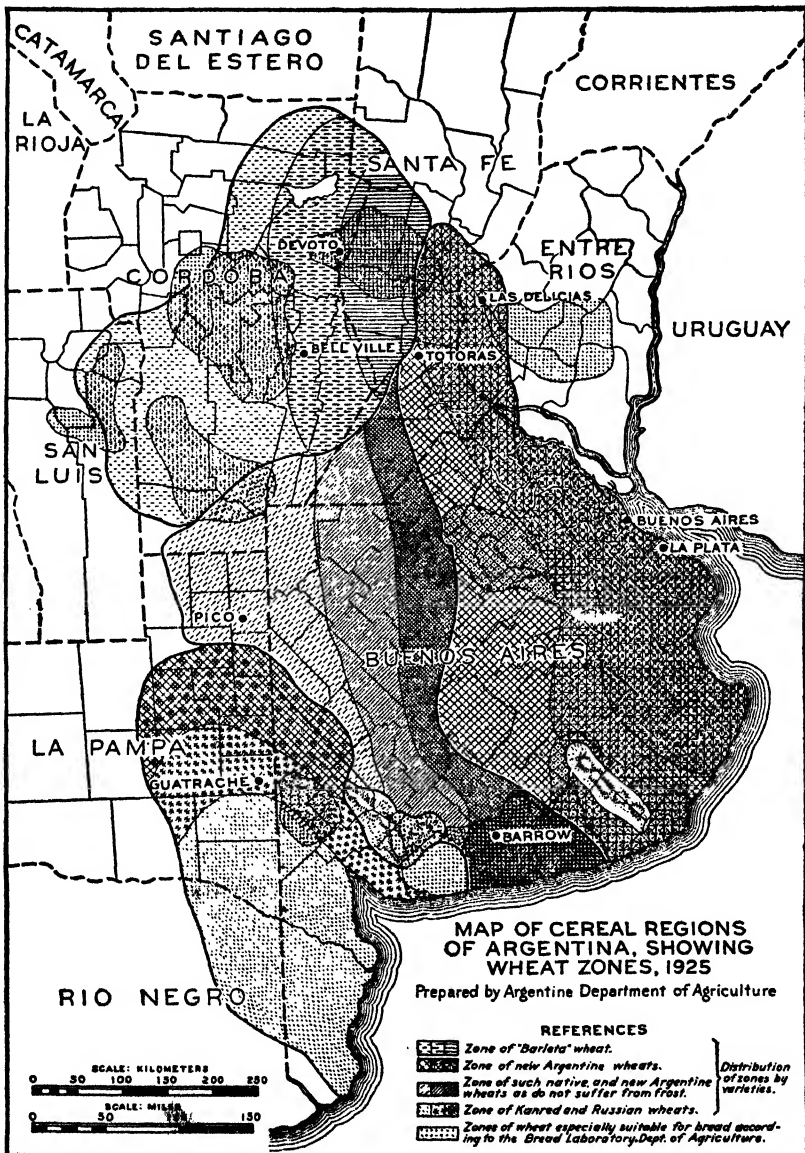 CATAMARCA
SANTIAGO
DEL ESTERO
CORRIENTES
LA
RIOJA
SANTA FE
DEVOTO
ENTRE
RIOS
CORDOBA
LAS DELICIAS
URUGUAY
BELL VILLE
TOTORAS
SAN
LUIS
BUENOS AIRES
LA PLATA
PICO
BUENOS AIRES
LA PAMPA
GUATRACHE
BARROW
MAP OF CEREAL REGIONS
OF ARGENTINA, SHOWING
WHEAT ZONES, 1925
Prepared by Argentine Department of Agriculture
RIO NEGRO
REFERENCES
Zone of "Barleta" wheat.
Zone of new Argentine wheats.
Zone of such native, and new Argentine
wheats as do not suffer from frost.
Zone of Kanred and Russian wheats.
Distribution
of zones by
varieties.
Zones of wheat especially suitable for bread accord-
ing to the Bread Laboratory, Dept. of Agriculture.
SCALE: KILOMETERS
0 50 100 150 200 250
SCALE: MILES
0 50 100 150